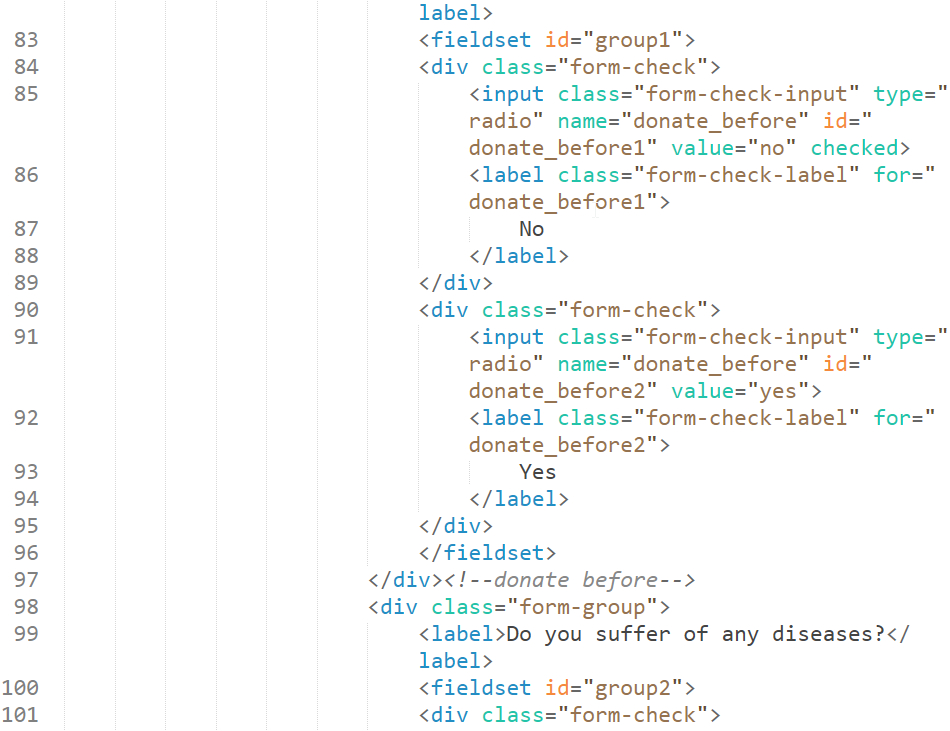 label>
83 <fieldset id="group1">
84 <div class="form-check">
85 <input class="form-check-input" type="
radio" name="donate_before" id="
donate_before1" value="no" checked>
86 <label class="form-check-label" for="
donate_before1">
87 No
88 </label>
89 </div>
90 <div class="form-check">
91 <input class="form-check-input" type="
radio" name="donate_before" id="
donate_before2" value="yes">
92 <label class="form-check-label" for="
donate_before2">
93 Yes
94 </label>
95 </div>
96 </fieldset>
97 </div><!--donate before-->
98 <div class="form-group">
99 <label>Do you suffer of any diseases?</
label>
100 <fieldset id="group2">
101 <div class="form-check">